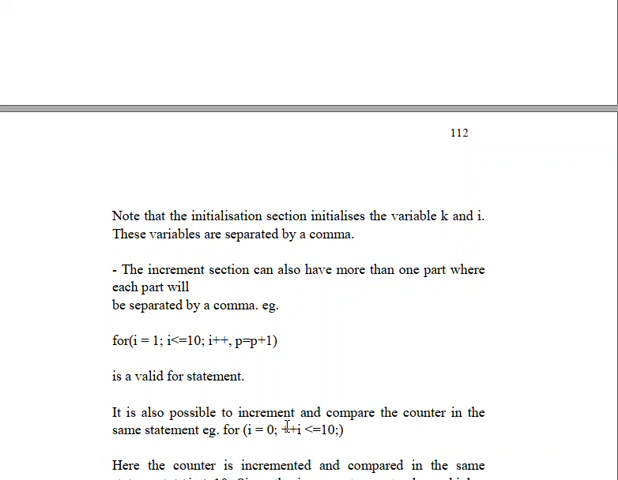 112
Note that the initialisation section initialises the variable k and i.
These variables are separated by a comma.
- The increment section can also have more than one part where
each part will
be separated by a comma. eg.
for(i = 1; i<=10; i++, p=p+1)
is a valid for statement.
It is also possible to increment and compare the counter in the
same statement eg. for (i = 0; ++i <=10;)
Here the counter is incremented and compared in the same